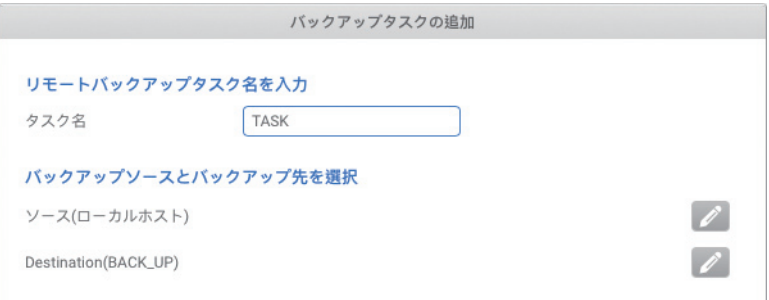 バックアップタスクの追加
リモートバックアップタスク名を入力
タスク名 TASK
バックアップソースとバックアップ先を選択
ソース(ローカルホスト)
Destination(BACK_UP)